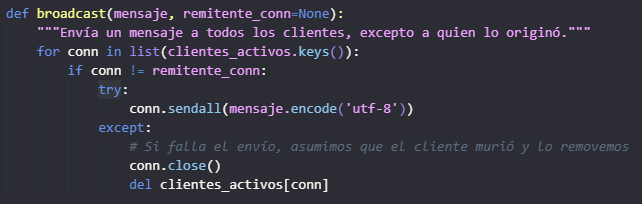 def broadcast(mensaje, remitente_conn=None):
    """Envía un mensaje a todos los clientes, excepto a quien lo originó."""
    for conn in list(clientes_activos.keys()):
        if conn != remitente_conn:
            try:
                conn.sendall(mensaje.encode('utf-8'))
            except:
                # Si falla el envío, asumimos que el cliente murió y lo removemos
                conn.close()
                del clientes_activos[conn]